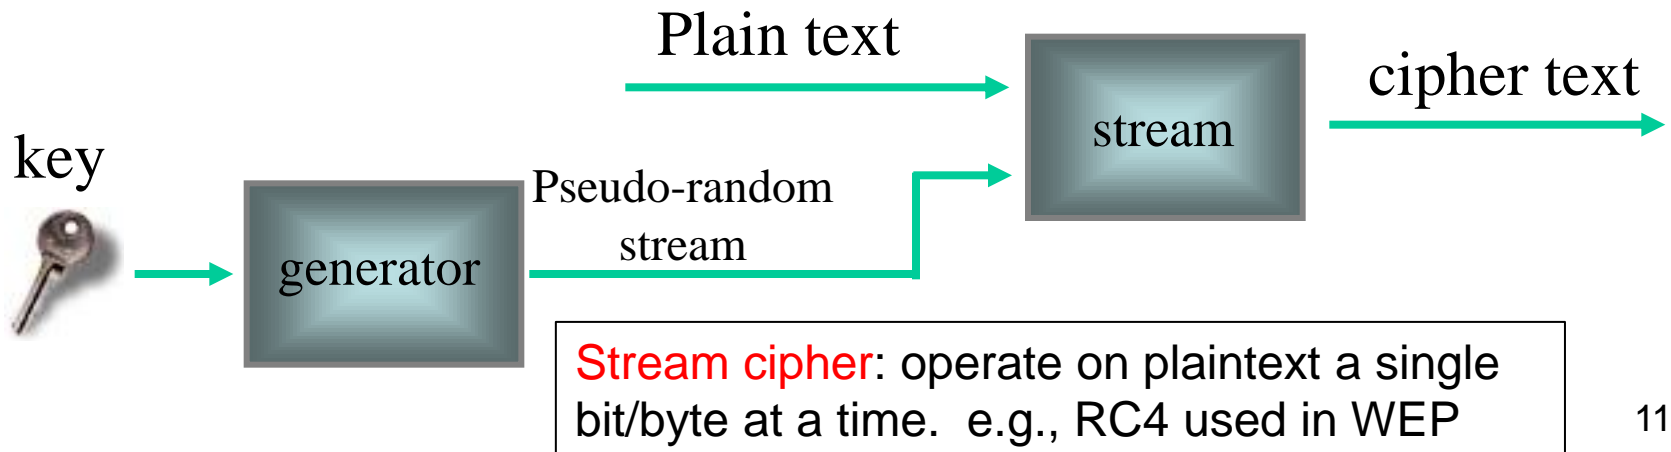 Plain text
cipher text
stream
key
Pseudo-random
stream
generator
Stream cipher: operate on plaintext a single
bit/byte at a time. e.g., RC4 used in WEP
11